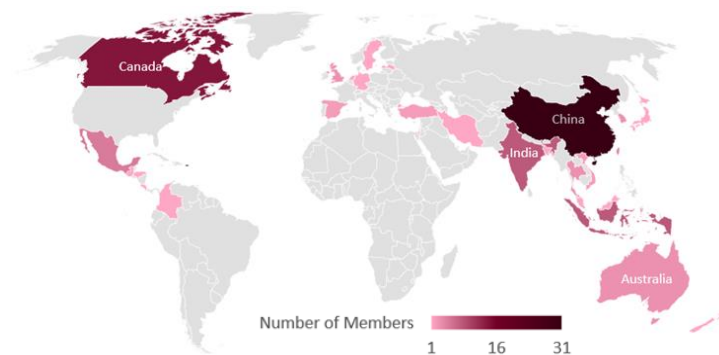 Canada
China
India
Australia
Number of Members
1 16 31